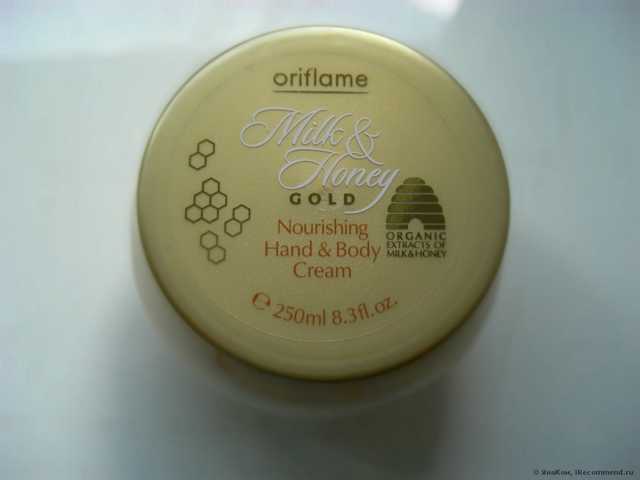 oriflame
Milk &
Honey
GOLD
Nourishing
Hand & Body
Cream
ORGANIC
EXTRACTS OF
MILK&HONEY
℮ 250ml 8.3fl.oz.
© ЯнаКом, IRecommend.ru